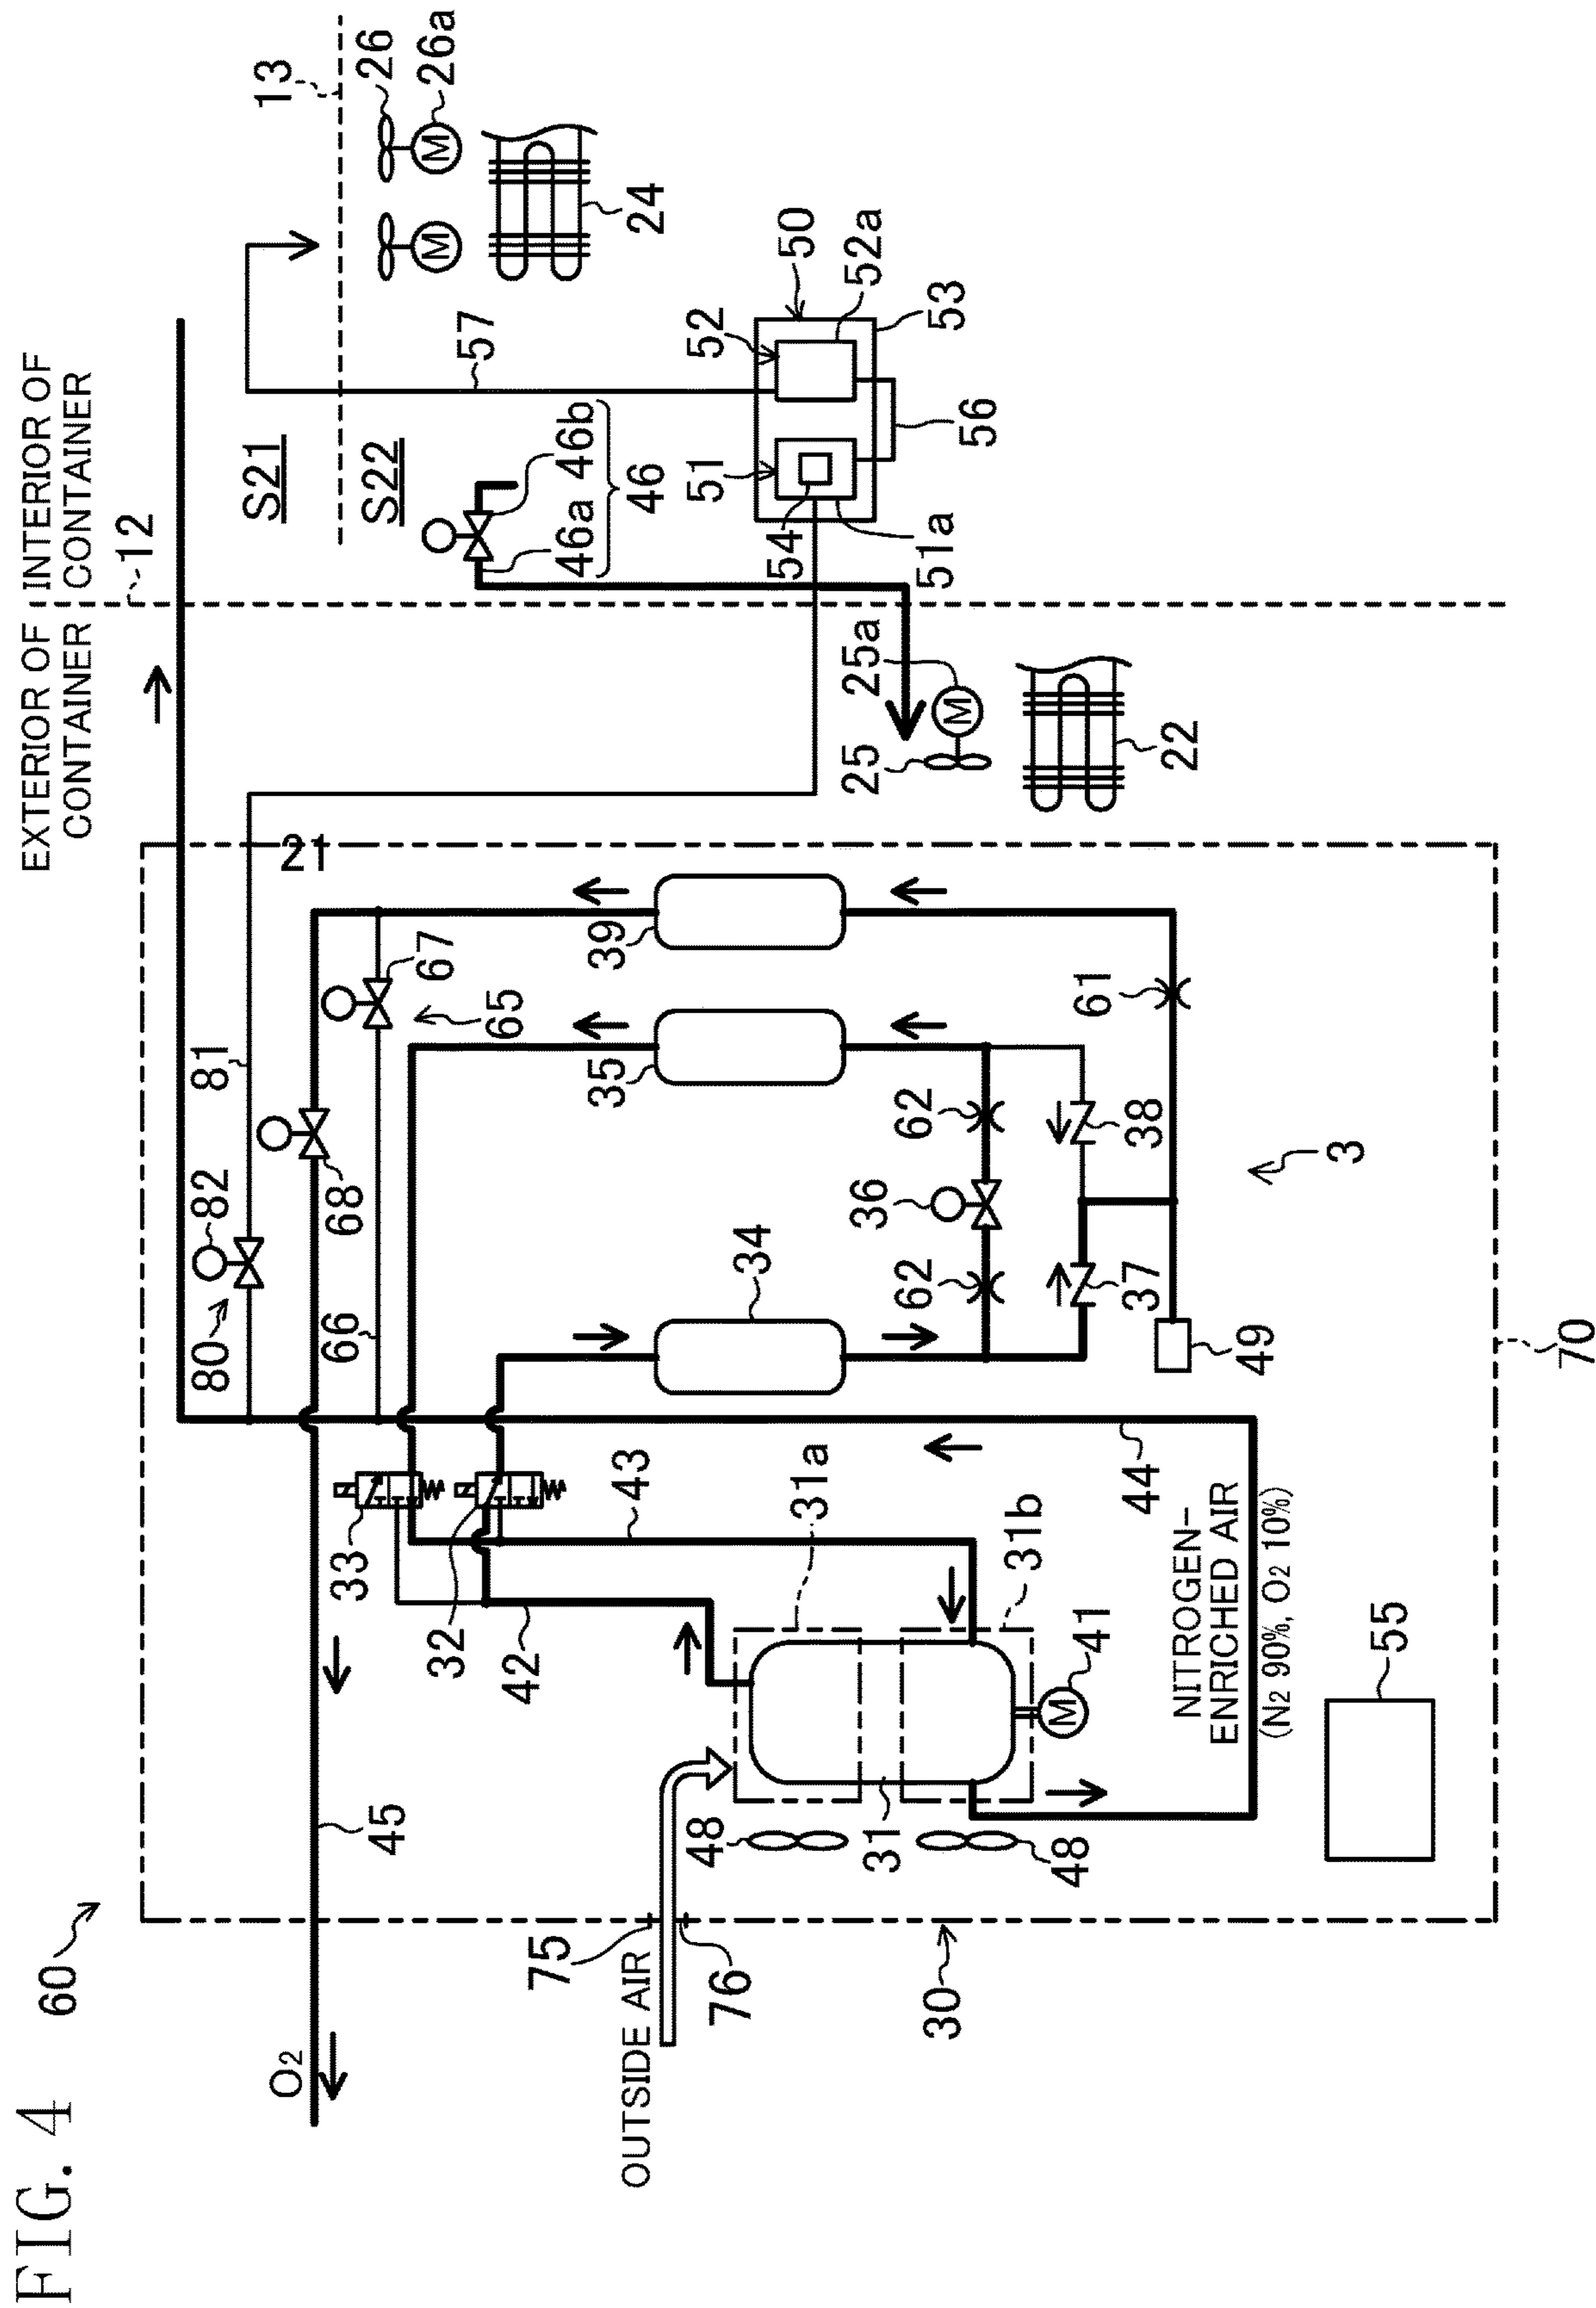 FIG. 4
60
EXTERIOR OF
CONTAINER
INTERIOR OF
CONTAINER
12
13
S21
S22
26
26a
M
M
24
57
46a
46b
46
50
52
52a
53
51
54
51a
56
25a
25
M
22
21
81
82
80
68
66
67
65
39
35
34
62
36
62
38
37
61
49
3
70
O2
45
33
32
42
43
44
31a
31b
31
41
M
48
48
NITROGEN-
ENRICHED AIR
(N2 90%, O2 10%)
55
OUTSIDE AIR
75
76
30